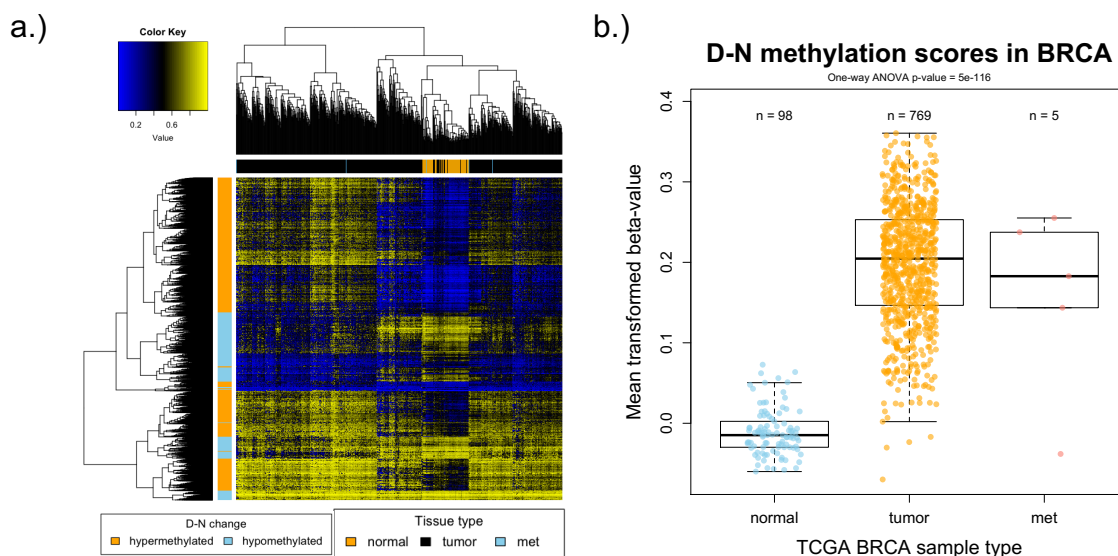 a.)
Color Key
0.2 0.6
Value
D-N change
hypermethylated hypomethylated
Tissue type
normal tumor met
b.)
D-N methylation scores in BRCA
One-way ANOVA p-value = 5e-116
n = 98 n = 769 n = 5
Mean transformed beta-value
0.4
0.3
0.2
0.1
0.0
normal tumor met
TCGA BRCA sample type